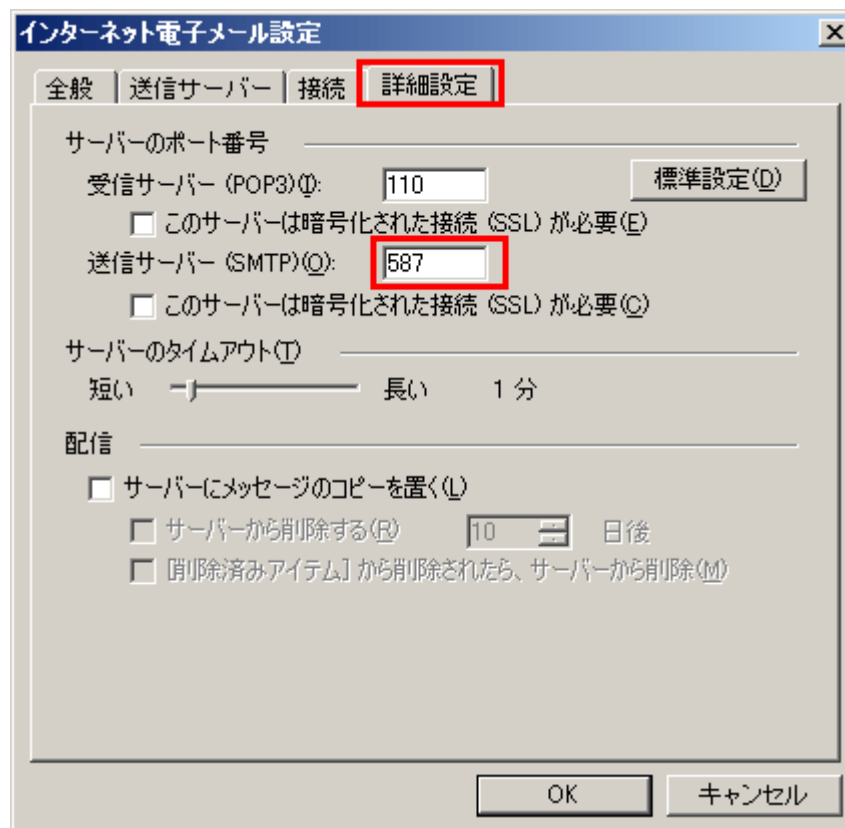 インターネット電子メール設定
全般 送信サーバー 接続 詳細設定
サーバーのポート番号
受信サーバー (POP3)(I): 110 標準設定(D)
このサーバーは暗号化された接続 (SSL) が必要(E)
送信サーバー (SMTP)(O): 587
このサーバーは暗号化された接続 (SSL) が必要(C)
サーバーのタイムアウト(T)
短い 長い 1 分
配信
サーバーにメッセージのコピーを置く(L)
サーバーから削除する(R) 10 日後
[削除済みアイテム] から削除されたら、サーバーから削除(M)
OK キャンセル